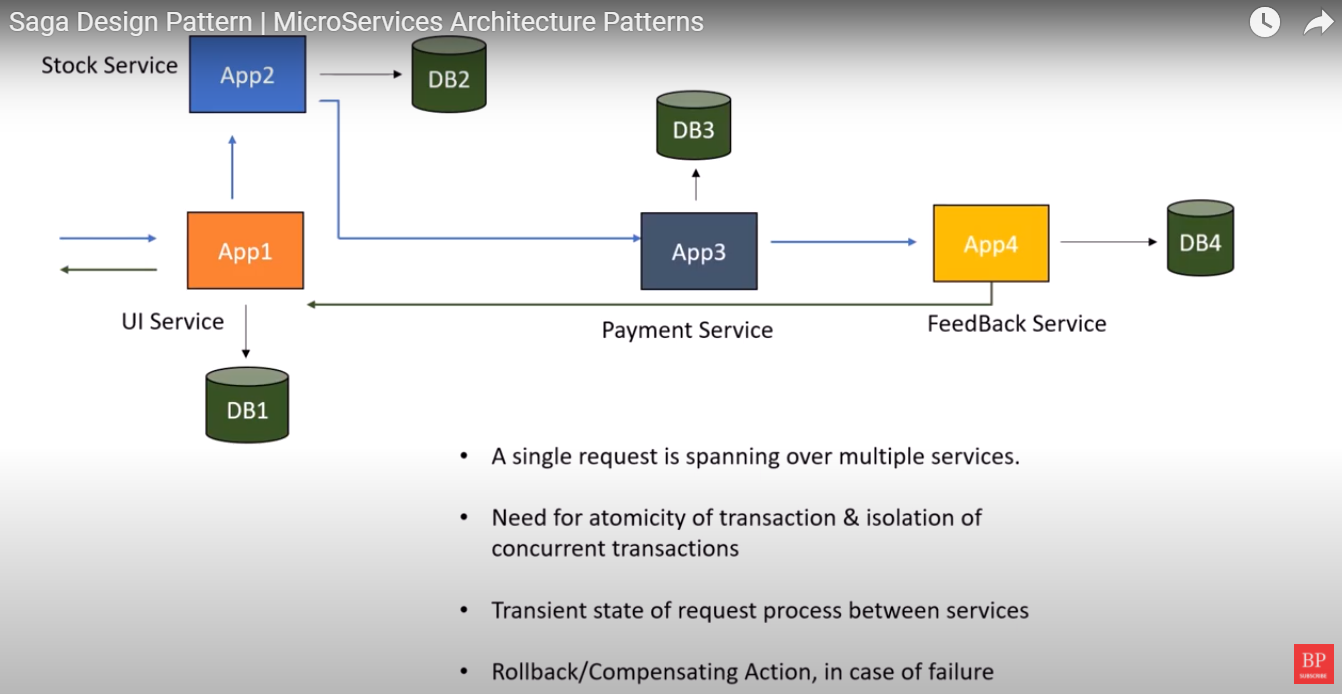 Saga Design Pattern | MicroServices Architecture Patterns
Stock Service
App2
DB2
DB3
App1
App3
App4
DB4
UI Service
Payment Service
FeedBack Service
DB1
• A single request is spanning over multiple services.
• Need for atomicity of transaction & isolation of
concurrent transactions
• Transient state of request process between services
• Rollback/Compensating Action, in case of failure
BP
SUBSCRIBE